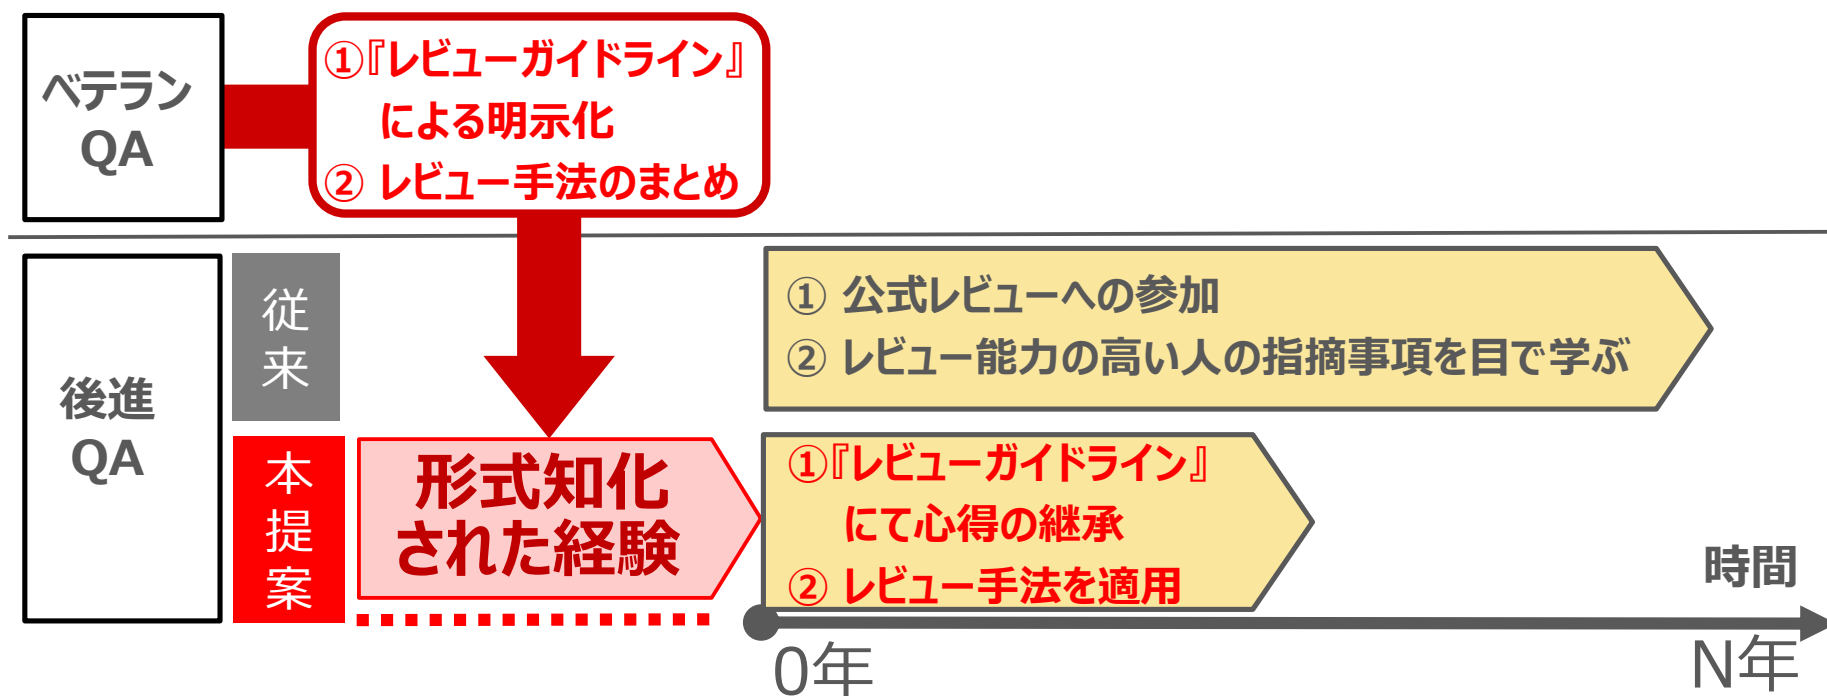 ベテラン
QA
①『レビューガイドライン』
による明示化
② レビュー手法のまとめ
後進
QA
従来
① 公式レビューへの参加
② レビュー能力の高い人の指摘事項を目で学ぶ
本提案
形式知化
された経験
①『レビューガイドライン』
にて心得の継承
② レビュー手法を適用
時間
0年
N年